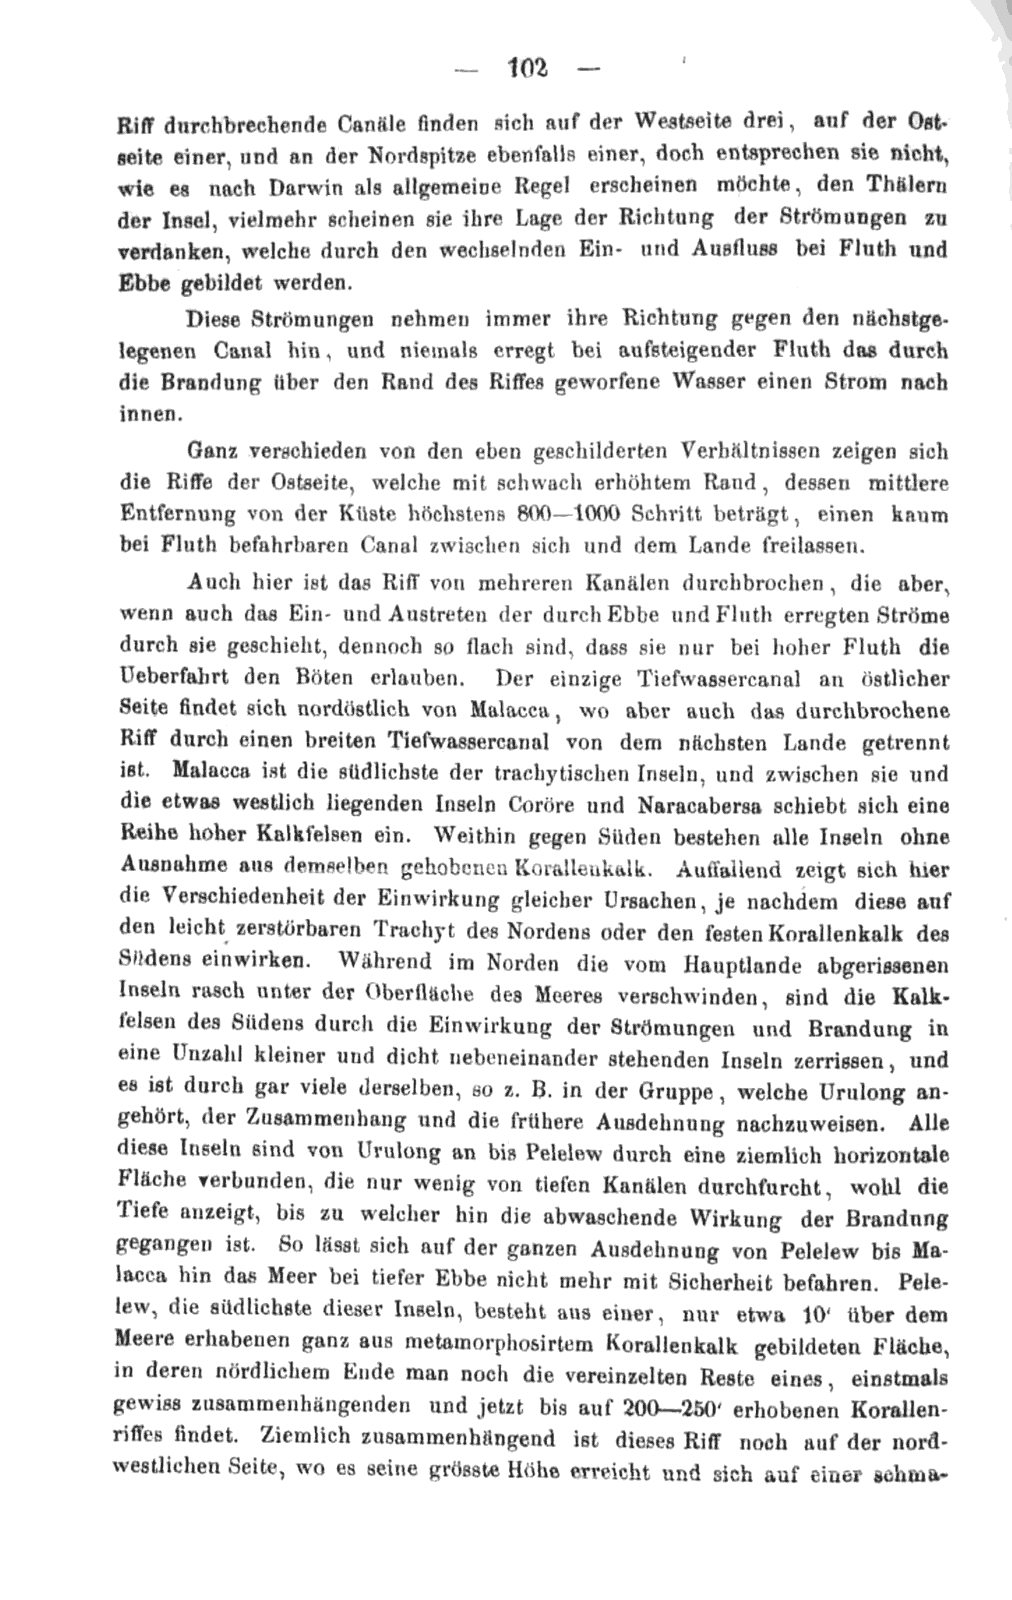 — 102 —
Riff durchbrechende Canäle finden sich auf der Westseite drei, auf der Ost-
seite einer, und an der Nordspitze ebenfalls einer, doch entsprechen sie nicht,
wie es nach Darwin als allgemeine Regel erscheinen möchte, den Thälern
der Insel, vielmehr scheinen sie ihre Lage der Richtung der Strömungen zu
verdanken, welche durch den wechselnden Ein- und Ausfluss bei Fluth und
Ebbe gebildet werden.
Diese Strömungen nehmen immer ihre Richtung gegen den nächstge-
legenen Canal hin, und niemals erregt bei aufsteigender Fluth das durch
die Brandung über den Rand des Riffes geworfene Wasser einen Strom nach
innen.
Ganz verschieden von den eben geschilderten Verhältnissen zeigen sich
die Riffe der Ostseite, welche mit schwach erhöhtem Rand, dessen mittlere
Entfernung von der Küste höchstens 800—1000 Schritt beträgt, einen kaum
bei Fluth befahrbaren Canal zwischen sich und dem Lande freilassen.
Auch hier ist das Riff von mehreren Kanälen durchbrochen, die aber,
wenn auch das Ein- und Austreten der durch Ebbe und Fluth erregten Ströme
durch sie geschieht, dennoch so flach sind, dass sie nur bei hoher Fluth die
Ueberfahrt den Böten erlauben. Der einzige Tiefwassercanal an östlicher
Seite findet sich nordöstlich von Malacca, wo aber auch das durchbrochene
Riff durch einen breiten Tiefwassercanal von dem nächsten Lande getrennt
ist. Malacca ist die südlichste der trachytischen Inseln, und zwischen sie und
die etwas westlich liegenden Inseln Coröre und Naracabersa schiebt sich eine
Reihe hoher Kalkfelsen ein. Weithin gegen Süden bestehen alle Inseln ohne
Ausnahme aus demselben gehobenen Korallenkalk. Auffallend zeigt sich hier
die Verschiedenheit der Einwirkung gleicher Ursachen, je nachdem diese auf
den leicht zerstörbaren Trachyt des Nordens oder den festen Korallenkalk des
Südens einwirken. Während im Norden die vom Hauptlande abgerissenen
Inseln rasch unter der Oberfläche des Meeres verschwinden, sind die Kalk-
felsen des Südens durch die Einwirkung der Strömungen und Brandung in
eine Unzahl kleiner und dicht nebeneinander stehenden Inseln zerrissen, und
es ist durch gar viele derselben, so z. B. in der Gruppe, welche Urulong an-
gehört, der Zusammenhang und die frühere Ausdehnung nachzuweisen. Alle
diese Inseln sind von Urulong an bis Pelelew durch eine ziemlich horizontale
Fläche verbunden, die nur wenig von tiefen Kanälen durchfurcht, wohl die
Tiefe anzeigt, bis zu welcher hin die abwaschende Wirkung der Brandung
gegangen ist. So lässt sich auf der ganzen Ausdehnung von Pelelew bis Ma-
lacca hin das Meer bei tiefer Ebbe nicht mehr mit Sicherheit befahren. Pele-
lew, die südlichste dieser Inseln, besteht aus einer, nur etwa 10' über dem
Meere erhabenen ganz aus metamorphosirtem Korallenkalk gebildeten Fläche,
in deren nördlichem Ende man noch die vereinzelten Reste eines, einstmals
gewiss zusammenhängenden und jetzt bis auf 200—250' erhobenen Korallen-
riffes findet. Ziemlich zusammenhängend ist dieses Riff noch auf der nord-
westlichen Seite, wo es seine grösste Höhe erreicht und sich auf einer schma-